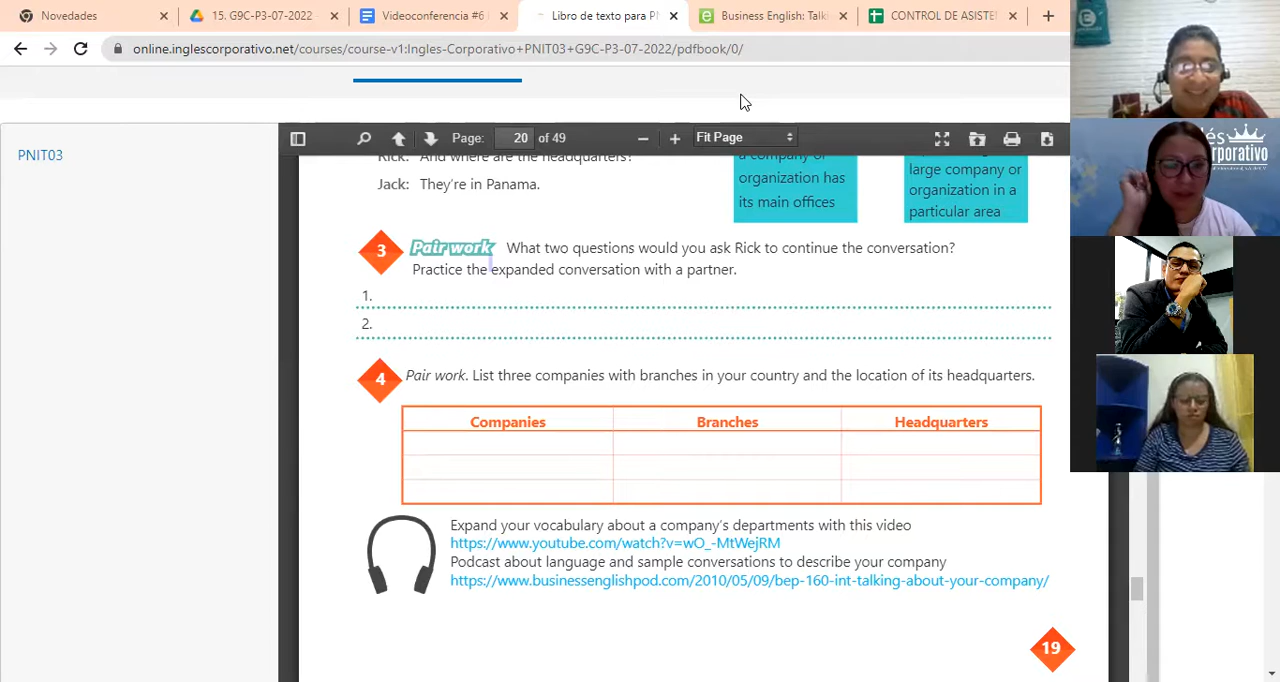 Novedades
15. G9C-P3-07-2022
Videoconferencia #6
Libro de texto para PN
Business English: Talk
CONTROL DE ASISTE
online.inglescorporativo.net/courses/course-v1:Ingles-Corporativo+PNIT03+G9C-P3-07-2022/pdfbook/0/
PNIT03
Page: 20 of 49
Fit Page
Rick: And where are the headquarters?
Jack: They're in Panama.
a company or
organization has
its main offices
large company or
organization in a
particular area
3 Pair work What two questions would you ask Rick to continue the conversation?
Practice the expanded conversation with a partner.
1.
2.
4 Pair work. List three companies with branches in your country and the location of its headquarters.
Companies Branches Headquarters
Expand your vocabulary about a company's departments with this video
https://www.youtube.com/watch?v=wO_-MtWejRM
Podcast about language and sample conversations to describe your company
https://www.businessenglishpod.com/2010/05/09/bep-160-int-talking-about-your-company/
19